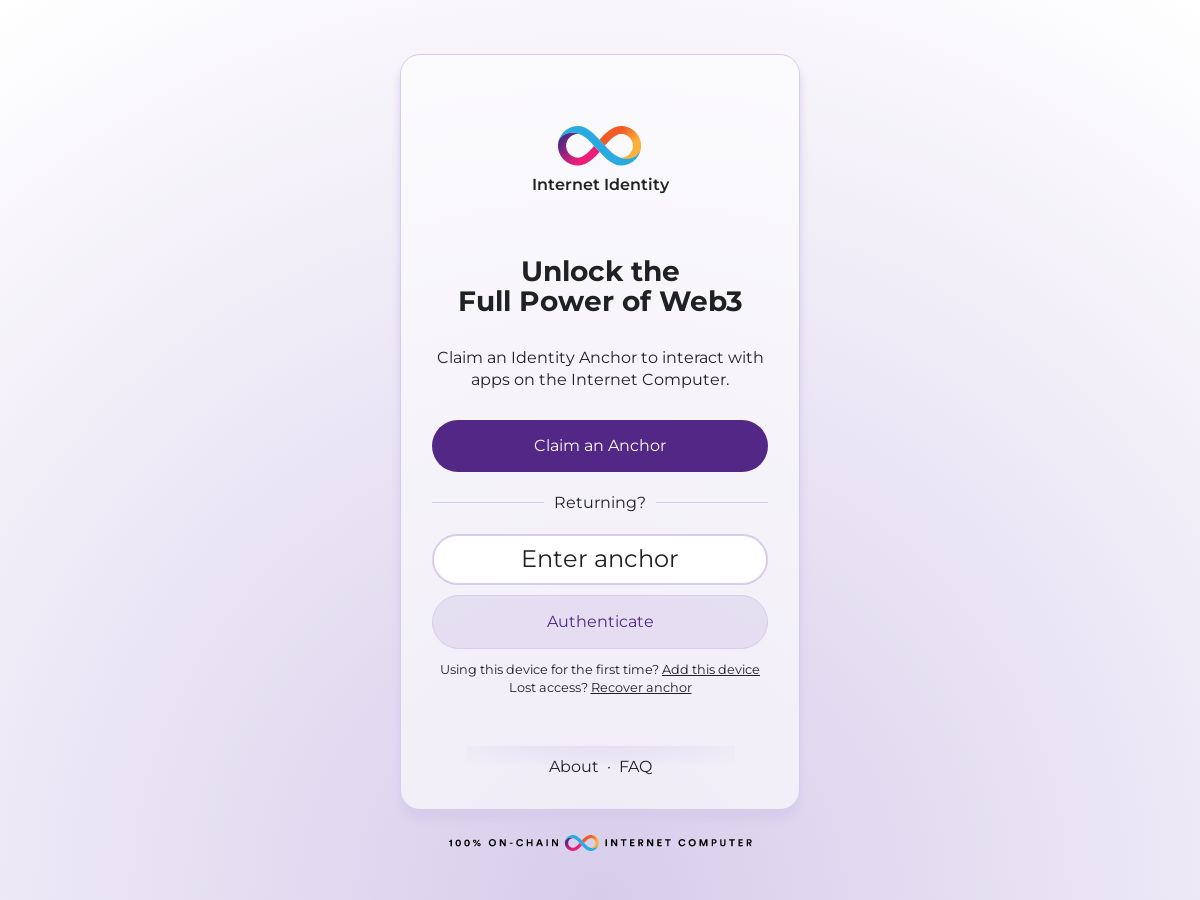 Internet Identity
Unlock the
Full Power of Web3
Claim an Identity Anchor to interact with
apps on the Internet Computer.
Claim an Anchor
Returning?
Enter anchor
Authenticate
Using this device for the first time? Add this device
Lost access? Recover anchor
About · FAQ
100% ON-CHAIN INTERNET COMPUTER